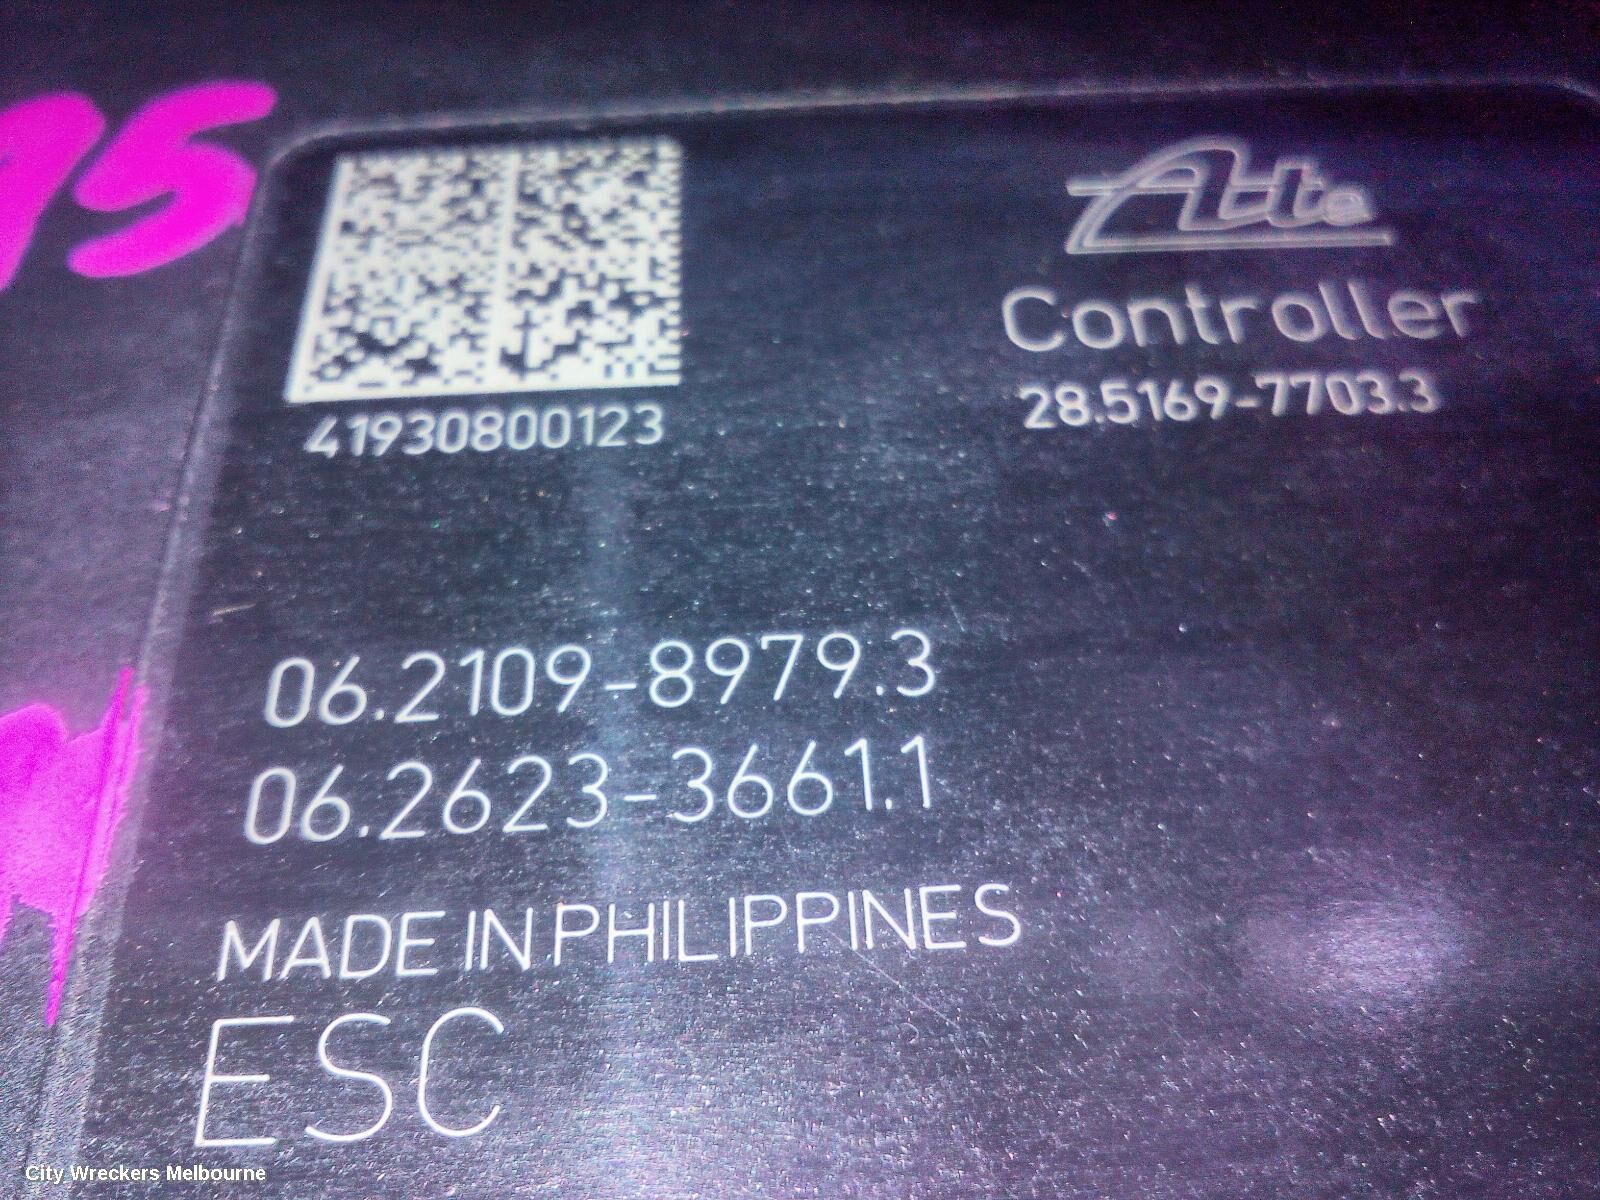 95
41930800123
Ate
Controller
28.5169-7703.3
06.2109-8979.3
06.2623-3661.1
MADE IN PHILIPPINES
ESC
City Wreckers Melbourne